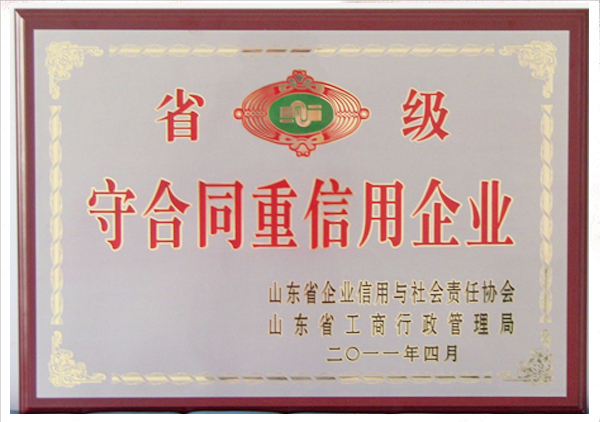 省 级
守合同重信用企业
山东省企业信用与社会责任协会
山东省工商行政管理局
二〇一一年四月